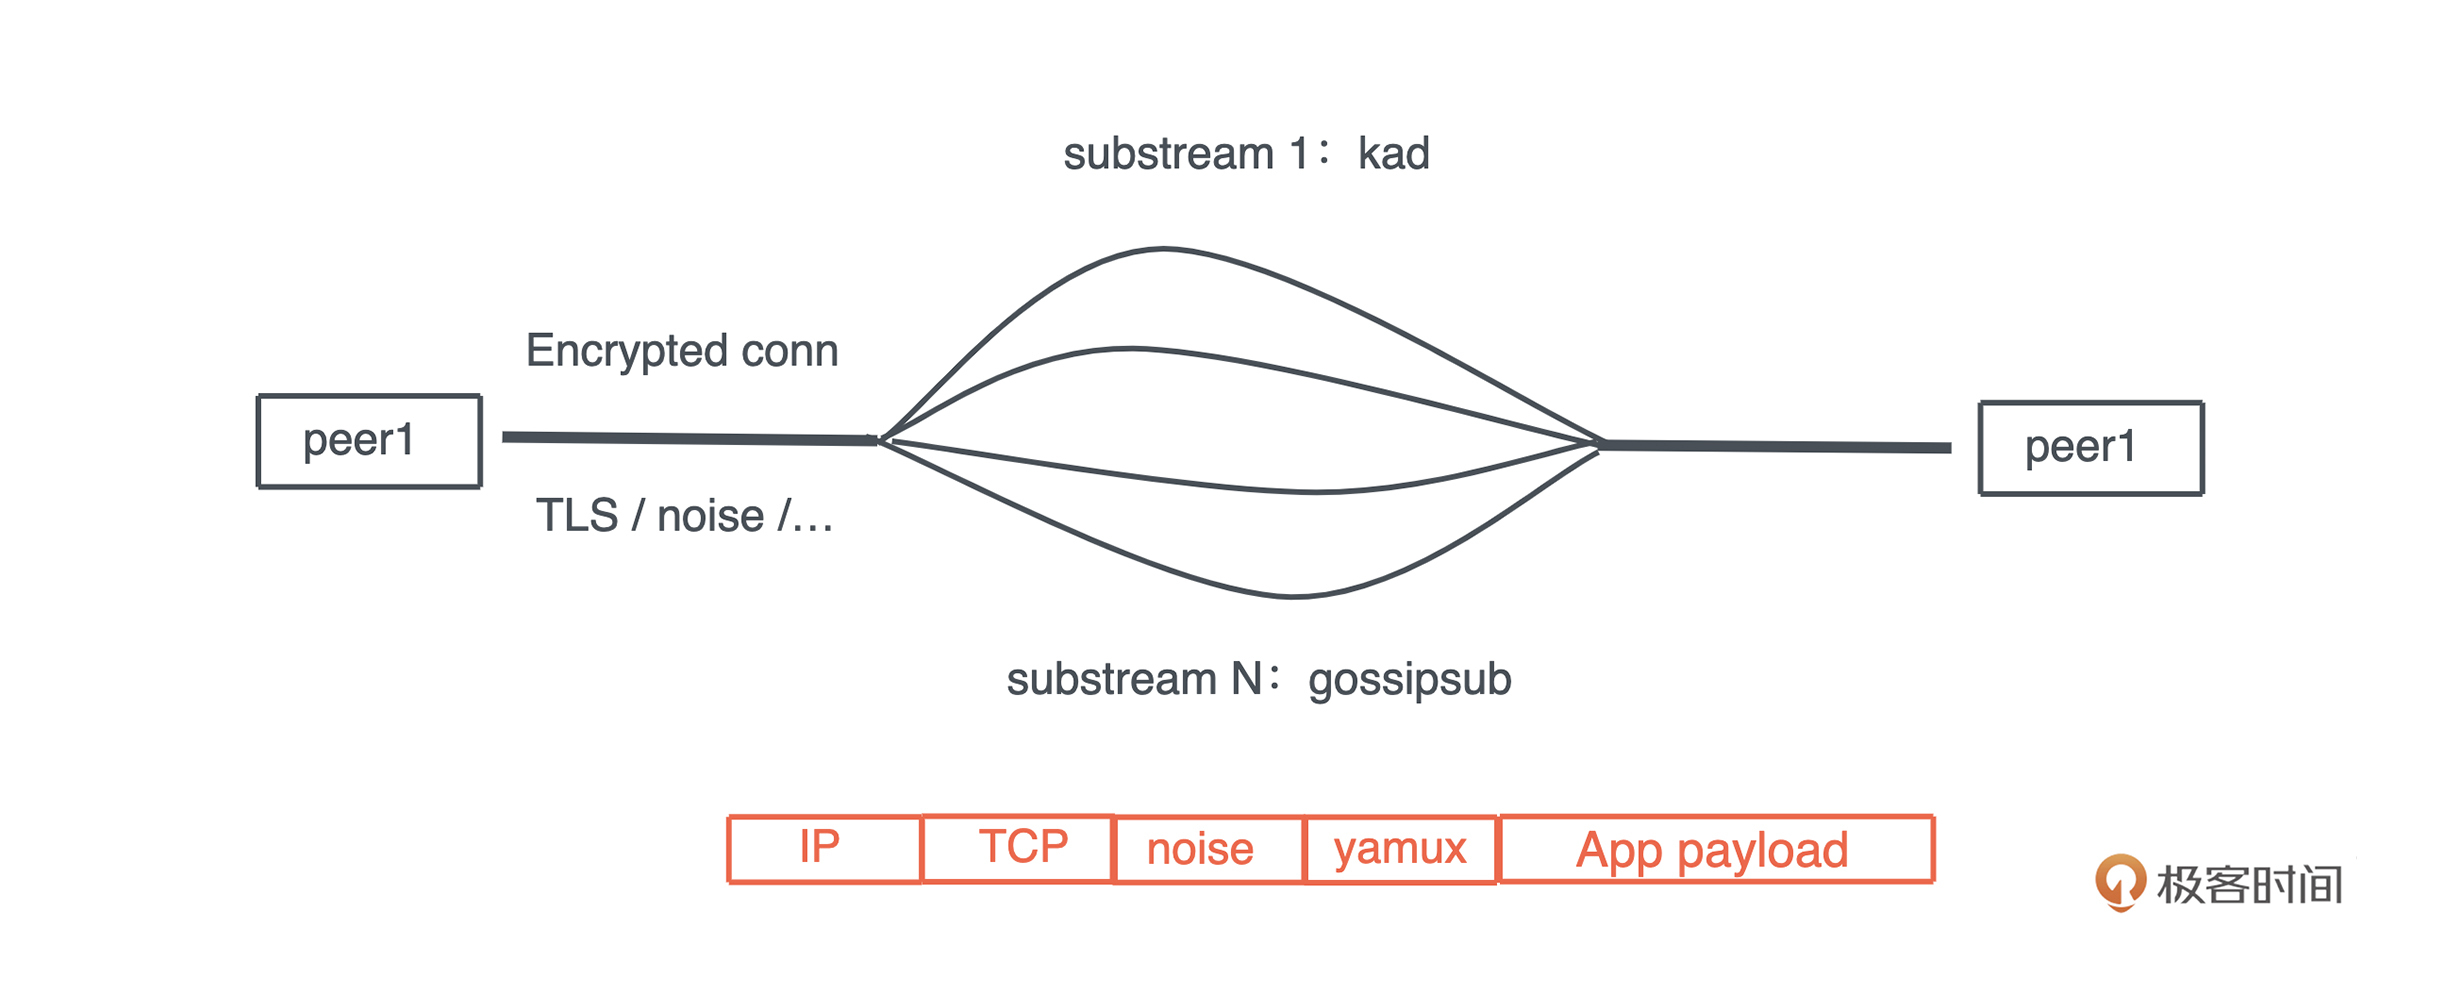 substream 1：kad
Encrypted conn
peer1
peer1
TLS / noise /...
substream N：gossipsub
IP
TCP
noise
yamux
App payload
极客时间